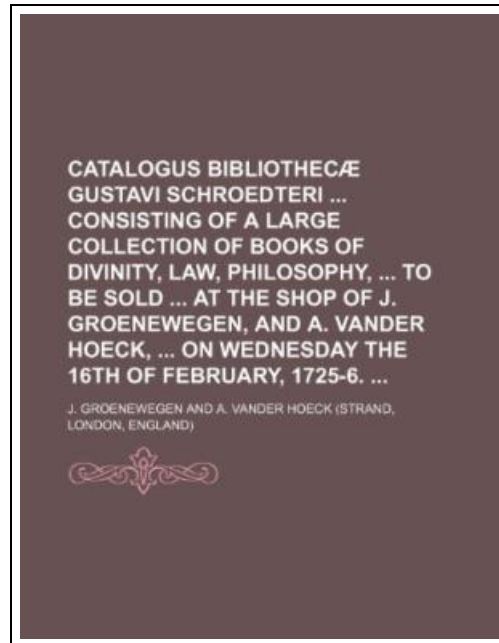 CATALOGUS BIBLIOTHECÆ
GUSTAVI SCHROEDTERI ...
CONSISTING OF A LARGE
COLLECTION OF BOOKS OF
DIVINITY, LAW, PHILOSOPHY, ... TO
BE SOLD ... AT THE SHOP OF J.
GROENEWEGEN, AND A. VANDER
HOECK, ... ON WEDNESDAY THE
16TH OF FEBRUARY, 1725-6. ...
J. GROENEWEGEN AND A. VANDER HOECK (STRAND,
LONDON, ENGLAND)